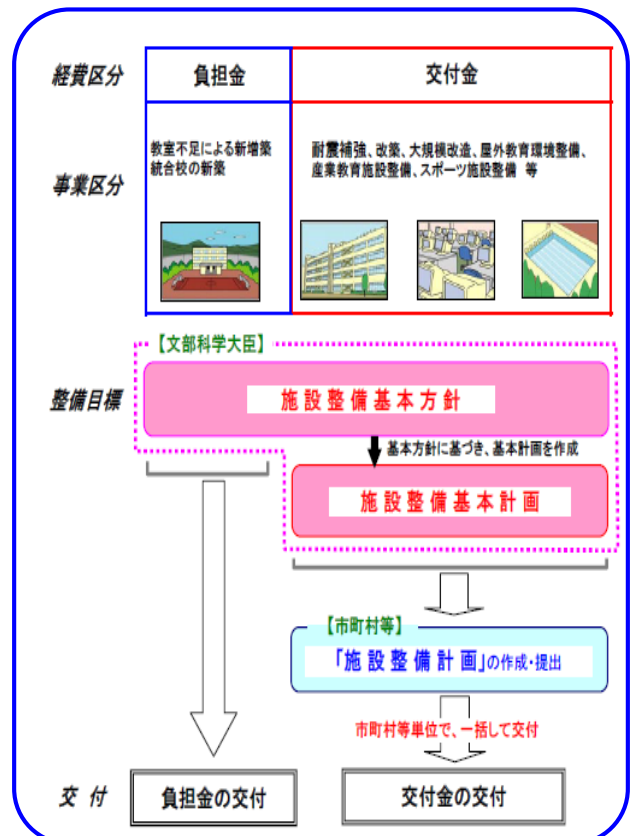 経費区分
負担金
交付金
事業区分
教室不足による新増築
統合校の新築
耐震補強、改築、大規模改造、屋外教育環境整備、
産業教育施設整備、スポーツ施設整備 等
【文部科学大臣】
整備目標
施設整備基本方針
基本方針に基づき、基本計画を作成
施設整備基本計画
【市町村等】
「施設整備計画」の作成・提出
市町村等単位で、一括して交付
交 付
負担金の交付
交付金の交付